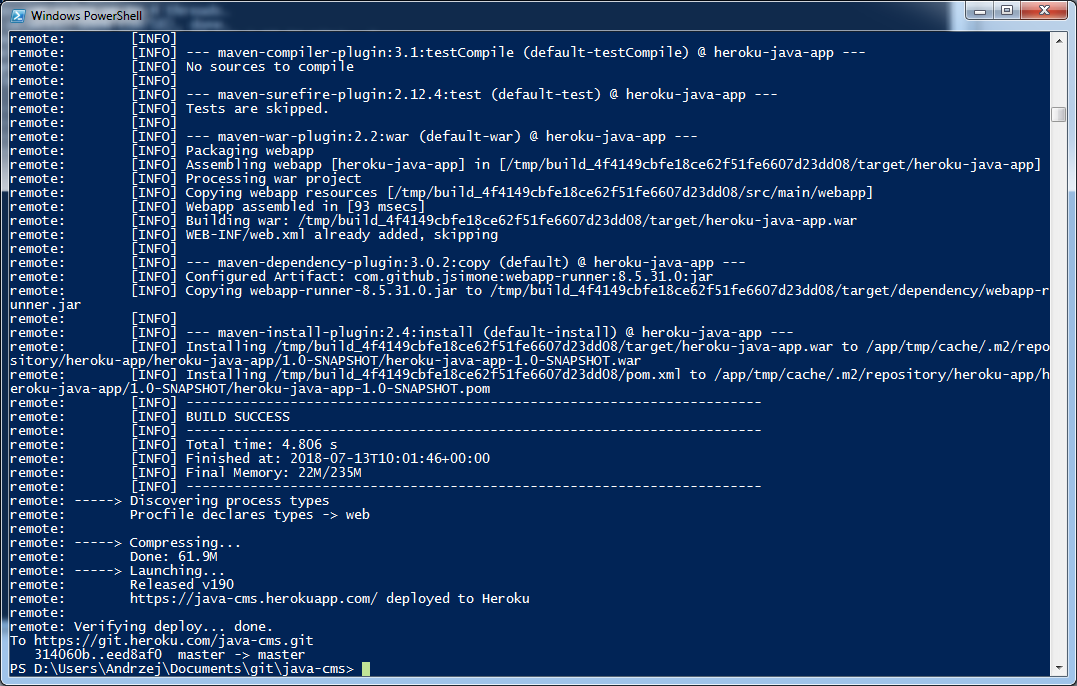 Windows PowerShell
remote:        [INFO]
remote:        [INFO] --- maven-compiler-plugin:3.1:testCompile (default-testCompile) @ heroku-java-app ---
remote:        [INFO] No sources to compile
remote:        [INFO]
remote:        [INFO] --- maven-surefire-plugin:2.12.4:test (default-test) @ heroku-java-app ---
remote:        [INFO] Tests are skipped.
remote:        [INFO]
remote:        [INFO] --- maven-war-plugin:2.2:war (default-war) @ heroku-java-app ---
remote:        [INFO] Packaging webapp
remote:        [INFO] Assembling webapp [heroku-java-app] in [/tmp/build_4f4149cbfe18ce62f51fe6607d23dd08/target/heroku-java-app]
remote:        [INFO] Processing war project
remote:        [INFO] Copying webapp resources [/tmp/build_4f4149cbfe18ce62f51fe6607d23dd08/src/main/webapp]
remote:        [INFO] Webapp assembled in [93 msecs]
remote:        [INFO] Building war: /tmp/build_4f4149cbfe18ce62f51fe6607d23dd08/target/heroku-java-app.war
remote:        [INFO] WEB-INF/web.xml already added, skipping
remote:        [INFO]
remote:        [INFO] --- maven-dependency-plugin:3.0.2:copy (default) @ heroku-java-app ---
remote:        [INFO] Configured Artifact: com.github.jsimone:webapp-runner:8.5.31.0:jar
remote:        [INFO] Copying webapp-runner-8.5.31.0.jar to /tmp/build_4f4149cbfe18ce62f51fe6607d23dd08/target/dependency/webapp-r
unner.jar
remote:        [INFO]
remote:        [INFO] --- maven-install-plugin:2.4:install (default-install) @ heroku-java-app ---
remote:        [INFO] Installing /tmp/build_4f4149cbfe18ce62f51fe6607d23dd08/target/heroku-java-app.war to /app/tmp/cache/.m2/repo
sitory/heroku-app/heroku-java-app/1.0-SNAPSHOT/heroku-java-app-1.0-SNAPSHOT.war
remote:        [INFO] Installing /tmp/build_4f4149cbfe18ce62f51fe6607d23dd08/pom.xml to /app/tmp/cache/.m2/repository/heroku-app/h
eroku-java-app/1.0-SNAPSHOT/heroku-java-app-1.0-SNAPSHOT.pom
remote:        [INFO] ------------------------------------------------------------------------
remote:        [INFO] BUILD SUCCESS
remote:        [INFO] ------------------------------------------------------------------------
remote:        [INFO] Total time: 4.806 s
remote:        [INFO] Finished at: 2018-07-13T10:01:46+00:00
remote:        [INFO] Final Memory: 22M/235M
remote:        [INFO] ------------------------------------------------------------------------
remote: -----> Discovering process types
remote:        Procfile declares types -> web
remote:
remote: -----> Compressing...
remote:        Done: 61.9M
remote: -----> Launching...
remote:        Released v190
remote:        https://java-cms.herokuapp.com/ deployed to Heroku
remote:
remote: Verifying deploy... done.
To https://git.heroku.com/java-cms.git
   314060b..eed8af0  master -> master
PS D:\Users\Andrzej\Documents\git\java-cms>